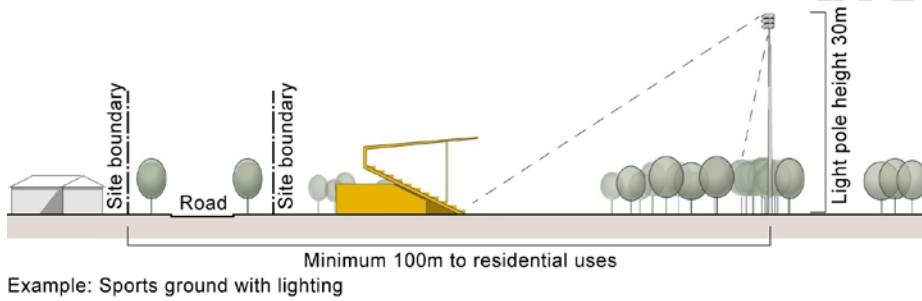 Site boundary
Site boundary
Road
Light pole height 30m
Minimum 100m to residential uses
Example: Sports ground with lighting